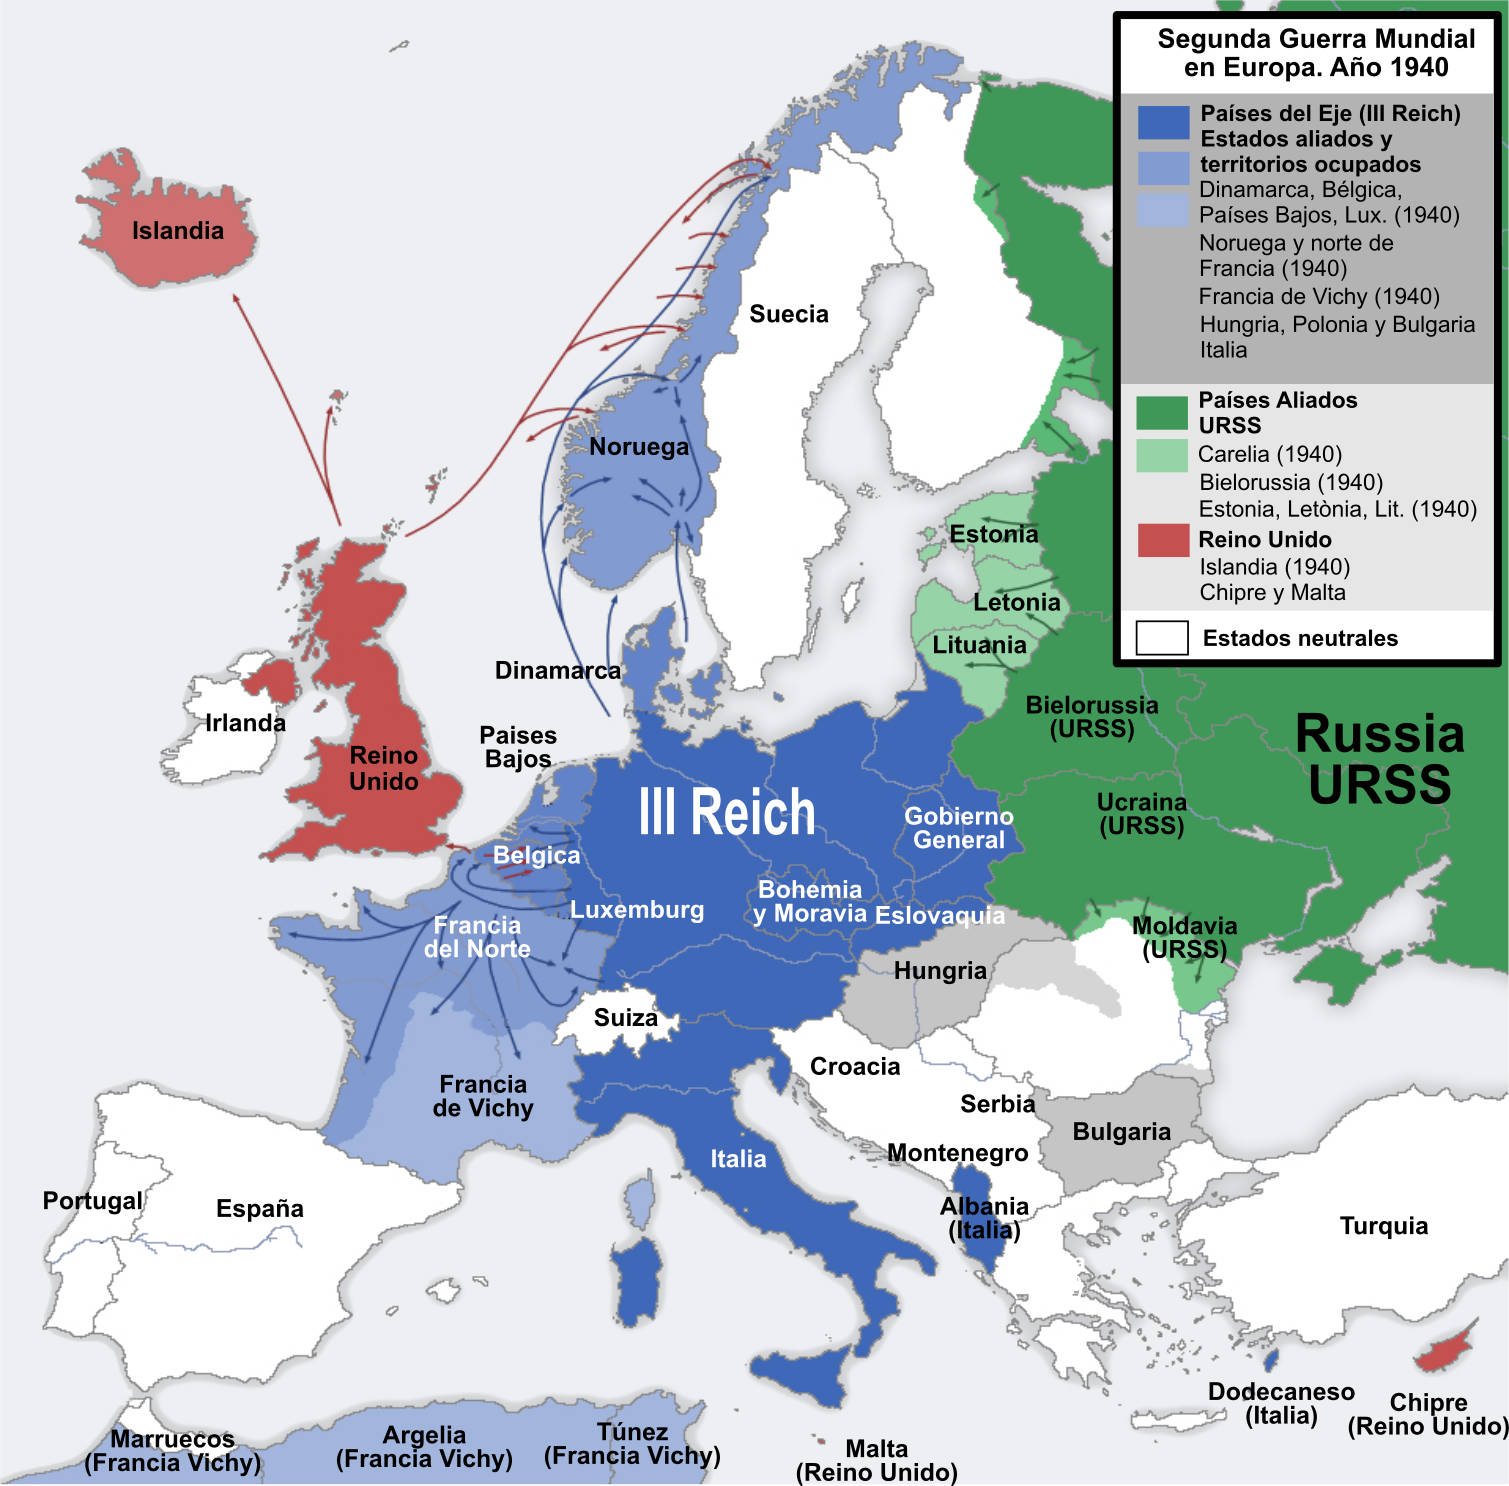 Segunda Guerra Mundial
en Europa. Año 1940
Países del Eje (III Reich)
Estados aliados y
territorios ocupados
Dinamarca, Bélgica,
Países Bajos, Lux. (1940)
Noruega y norte de
Francia (1940)
Francia de Vichy (1940)
Hungria, Polonia y Bulgaria
Italia
Países Aliados
URSS
Carelia (1940)
Bielorussia (1940)
Estonia, Letònia, Lit. (1940)
Reino Unido
Islandia (1940)
Chipre y Malta
Estados neutrales
Islandia
Suecia
Noruega
Estonia
Letonia
Lituania
Dinamarca
Irlanda
Reino
Unido
Paises
Bajos
Bielorussia
(URSS)
Russia
URSS
III Reich
Gobierno
General
Ucraina
(URSS)
Belgica
Luxemburg
Bohemia
y Moravia
Eslovaquia
Francia
del Norte
Moldavia
(URSS)
Hungria
Suiza
Croacia
Francia
de Vichy
Serbia
Bulgaria
Montenegro
Italia
Portugal
España
Albania
(Italia)
Turquia
Dodecaneso
(Italia)
Chipre
(Reino Unido)
Marruecos
(Francia Vichy)
Argelia
(Francia Vichy)
Túnez
(Francia Vichy)
Malta
(Reino Unido)